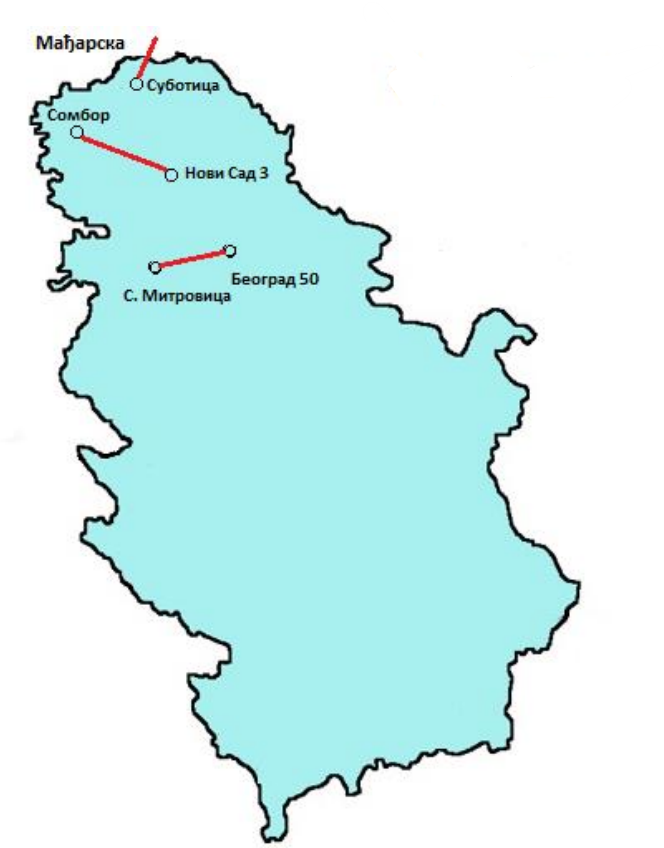 Мађарска
Суботица
Сомбор
Нови Сад 3
Београд 50
С. Митровица